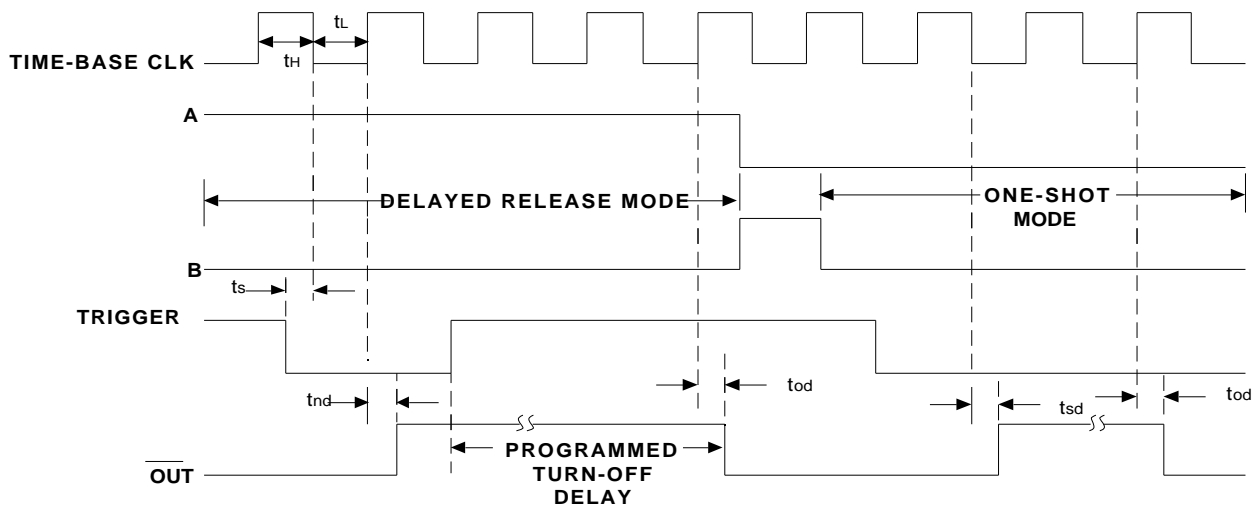 tL
tH
TIME-BASE CLK
A
DELAYED RELEASE MODE
ONE-SHOT
MODE
B
ts
TRIGGER
tnd
tod
tsd
tod
PROGRAMMED
TURN-OFF
DELAY
OUT